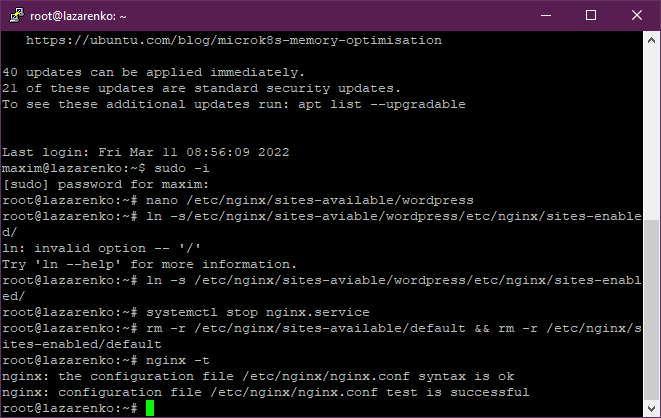 root@lazarenko: ~
https://ubuntu.com/blog/microk8s-memory-optimisation
40 updates can be applied immediately.
21 of these updates are standard security updates.
To see these additional updates run: apt list --upgradable
Last login: Fri Mar 11 08:56:09 2022
maxim@lazarenko:~$ sudo -i
[sudo] password for maxim:
root@lazarenko:~# nano /etc/nginx/sites-available/wordpress
root@lazarenko:~# ln -s/etc/nginx/sites-aviable/wordpress/etc/nginx/sites-enable
d/
ln: invalid option -- '/'
Try 'ln --help' for more information.
root@lazarenko:~# ln -s /etc/nginx/sites-aviable/wordpress/etc/nginx/sites-enabl
ed/
root@lazarenko:~# systemctl stop nginx.service
root@lazarenko:~# rm -r /etc/nginx/sites-available/default && rm -r /etc/nginx/s
ites-enabled/default
root@lazarenko:~# nginx -t
nginx: the configuration file /etc/nginx/nginx.conf syntax is ok
nginx: configuration file /etc/nginx/nginx.conf test is successful
root@lazarenko:~#